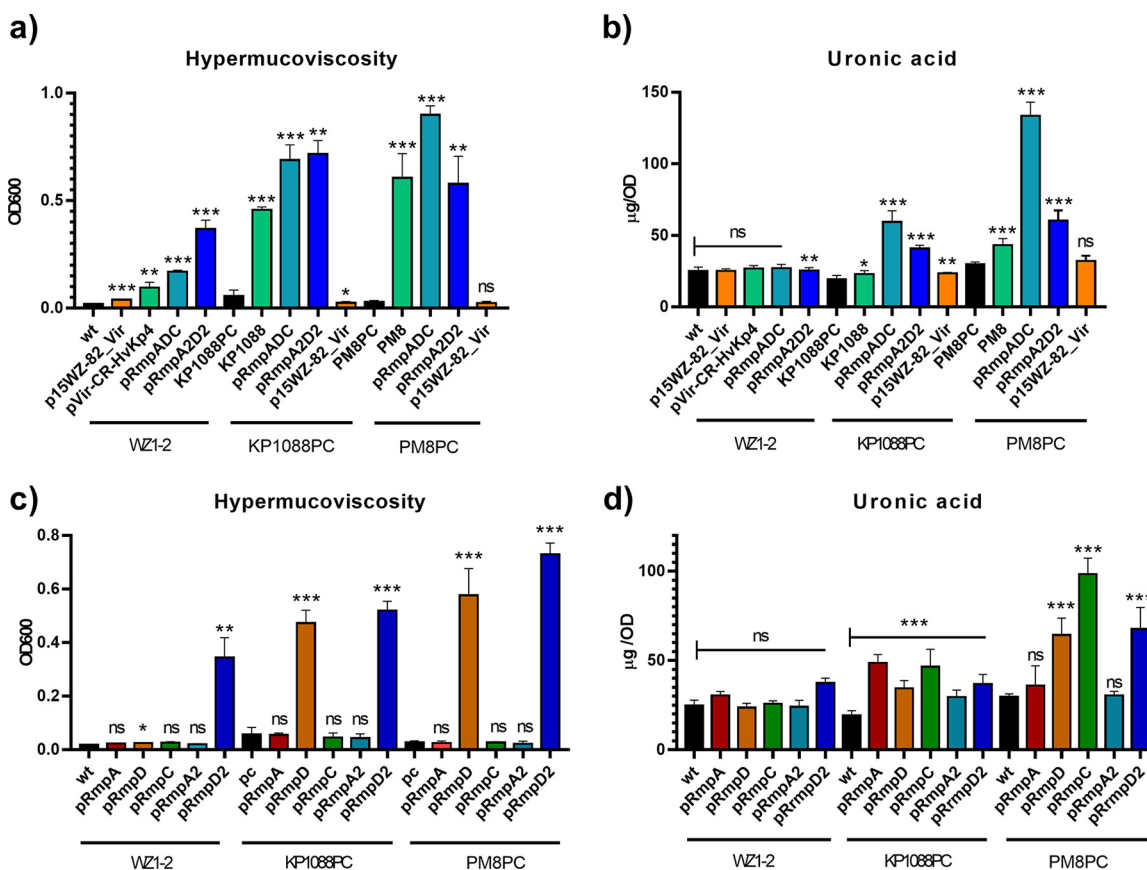 a)
Hypermucoviscosity
OD600
1.0
0.5
0.0
*** ** *** *** *** *** ** * *** *** ** ns
wt p15WZ-82_Vir pVir-CR-HvKp4 pRmpADC pRmpA2D2 KP1088PC KP1088 pRmpADC pRmpA2D2 p15WZ-82_Vir PM8PC PM8 pRmpADC pRmpA2D2 p15WZ-82_Vir
WZ1-2 KP1088PC PM8PC
b)
Uronic acid
µg/OD
150
100
50
0
ns ** * *** *** ** *** *** *** ns
wt p15WZ-82_Vir pVir-CR-HvKp4 pRmpADC pRmpA2D2 KP1088PC KP1088 pRmpADC pRmpA2D2 p15WZ-82_Vir PM8PC PM8 pRmpADC pRmpA2D2 p15WZ-82_Vir
WZ1-2 KP1088PC PM8PC
c)
Hypermucoviscosity
OD600
0.8
0.6
0.4
0.2
0.0
ns * ns ns ** ns *** ns ns *** ns *** ns ns ***
wt pRmpA pRmpD pRmpC pRmpA2 pRmpD2 pc pRmpA pRmpD pRmpC pRmpA2 pRmpD2 pc pRmpA pRmpD pRmpC pRmpA2 pRmpD2
WZ1-2 KP1088PC PM8PC
d)
Uronic acid
µg /OD
100
50
0
ns *** ns *** *** ns ***
wt pRmpA pRmpD pRmpC pRmpA2 pRrmpD2 wt pRmpA pRmpD pRmpC pRmpA2 pRrmpD2 wt pRmpA pRmpD pRmpC pRmpA2 pRrmpD2
WZ1-2 KP1088PC PM8PC